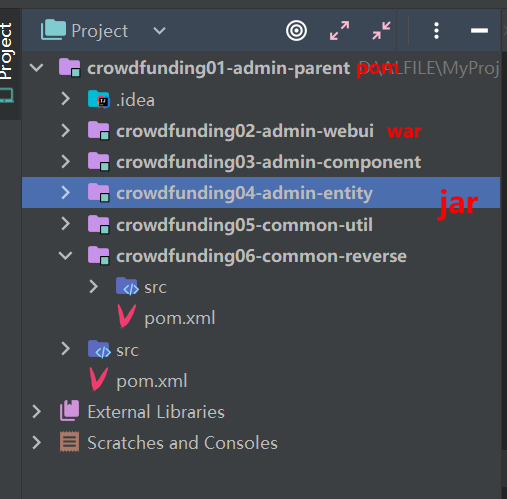 Project
Project
crowdfunding01-admin-parent pom D:\ALFILE\MyProj
.idea
crowdfunding02-admin-webui war
crowdfunding03-admin-component
crowdfunding04-admin-entity
jar
crowdfunding05-common-util
crowdfunding06-common-reverse
src
pom.xml
src
pom.xml
External Libraries
Scratches and Consoles